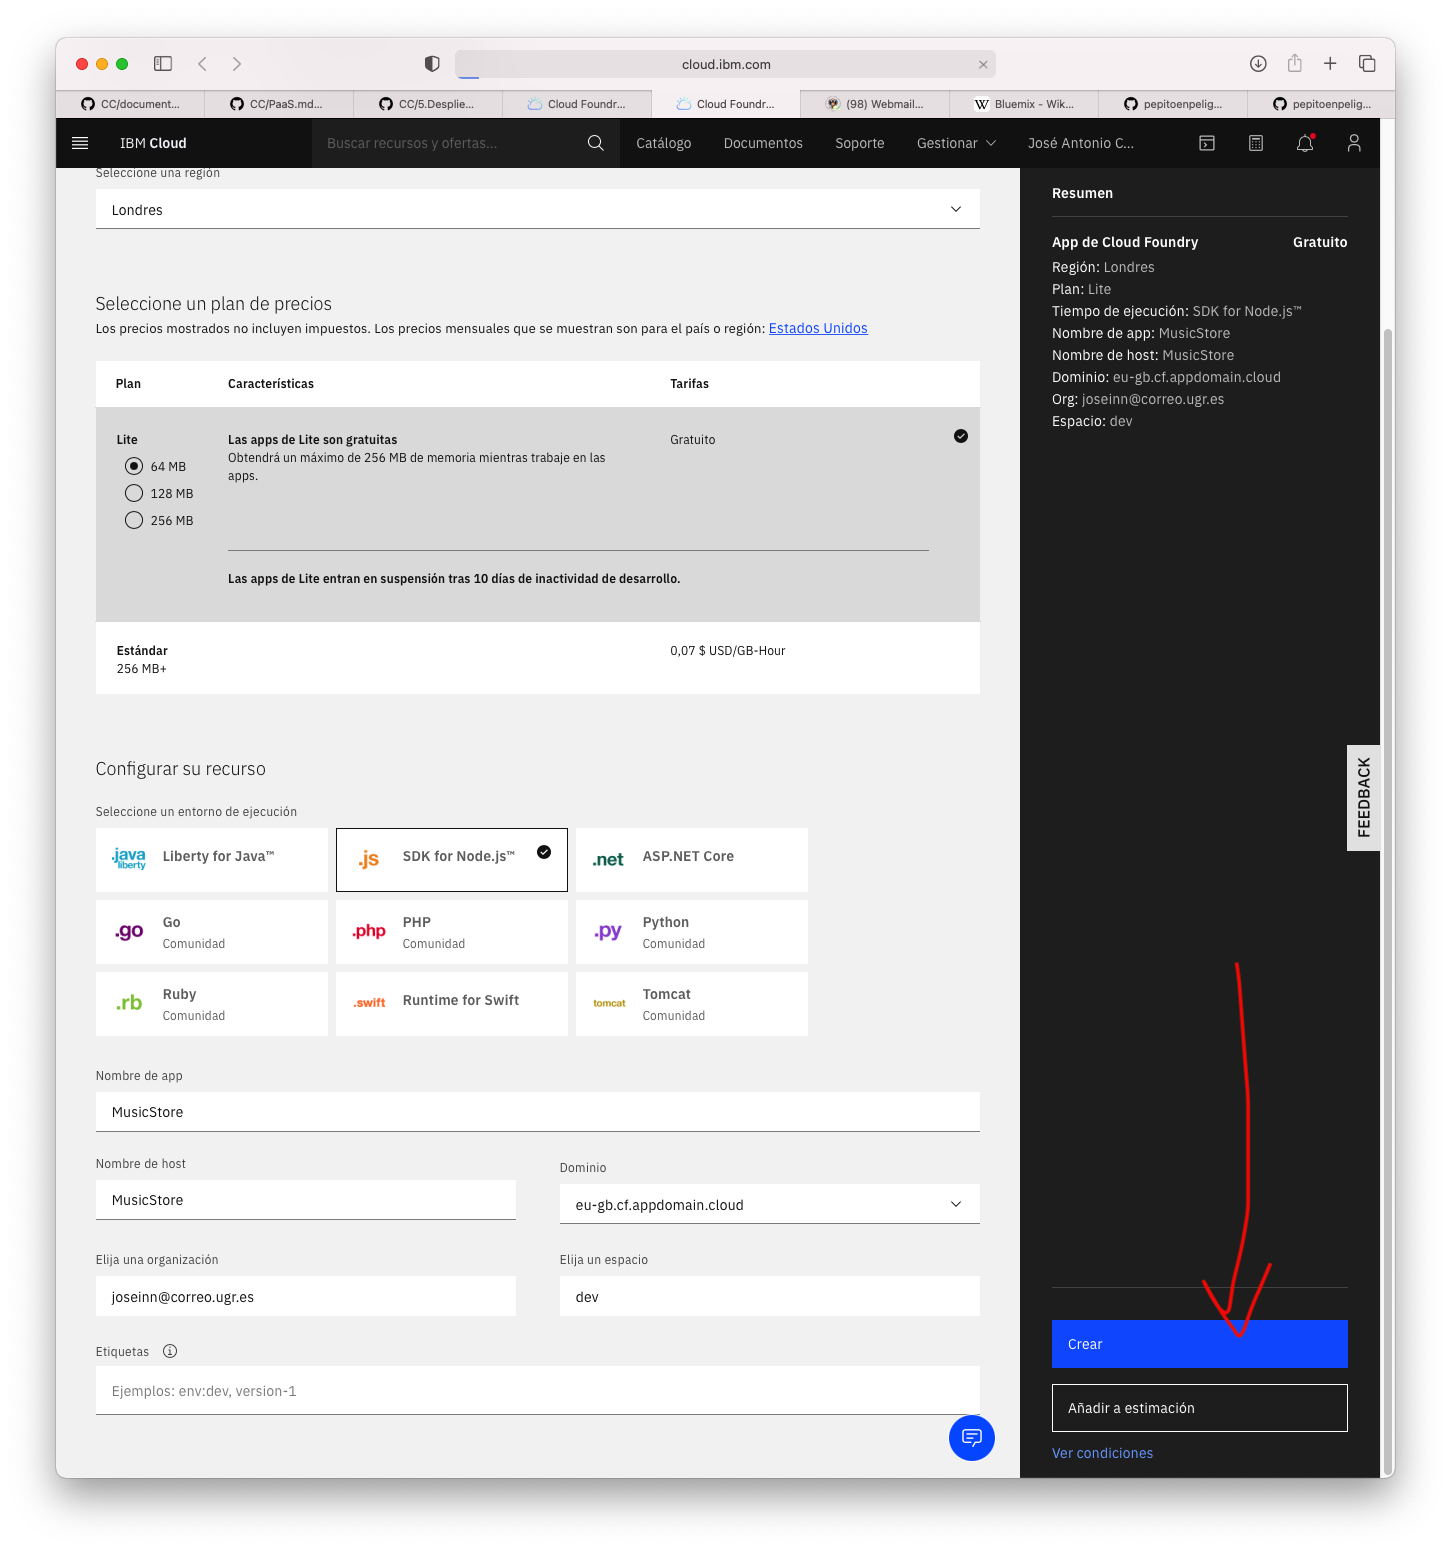 cloud.ibm.com
CC/document...
CC/PaaS.md...
CC/5.Desplie...
Cloud Foundr...
Cloud Foundr...
(98) Webmail...
W Bluemix - Wik...
pepitoenpelig...
pepitoenpelig...
IBM Cloud
Buscar recursos y ofertas...
Catálogo
Documentos
Soporte
Gestionar
José Antonio C...
Seleccione una región
Londres
Seleccione un plan de precios
Los precios mostrados no incluyen impuestos. Los precios mensuales que se muestran son para el país o región: Estados Unidos
Plan Características Tarifas
Lite
64 MB
128 MB
256 MB
Las apps de Lite son gratuitas
Obtendrá un máximo de 256 MB de memoria mientras trabaje en las
apps.
Gratuito
Las apps de Lite entran en suspensión tras 10 días de inactividad de desarrollo.
Estándar
256 MB+
0,07 $ USD/GB-Hour
Configurar su recurso
Seleccione un entorno de ejecución
.java
liberty
Liberty for Java™
.js
SDK for Node.js™
.net
ASP.NET Core
.go
Go
Comunidad
.php
PHP
Comunidad
.py
Python
Comunidad
.rb
Ruby
Comunidad
.swift
Runtime for Swift
tomcat
Tomcat
Comunidad
Nombre de app
MusicStore
Nombre de host
MusicStore
Dominio
eu-gb.cf.appdomain.cloud
Elija una organización
joseinn@correo.ugr.es
Elija un espacio
dev
Etiquetas
Ejemplos: env:dev, version-1
Resumen
App de Cloud Foundry Gratuito
Región: Londres
Plan: Lite
Tiempo de ejecución: SDK for Node.js™
Nombre de app: MusicStore
Nombre de host: MusicStore
Dominio: eu-gb.cf.appdomain.cloud
Org: joseinn@correo.ugr.es
Espacio: dev
FEEDBACK
Crear
Añadir a estimación
Ver condiciones